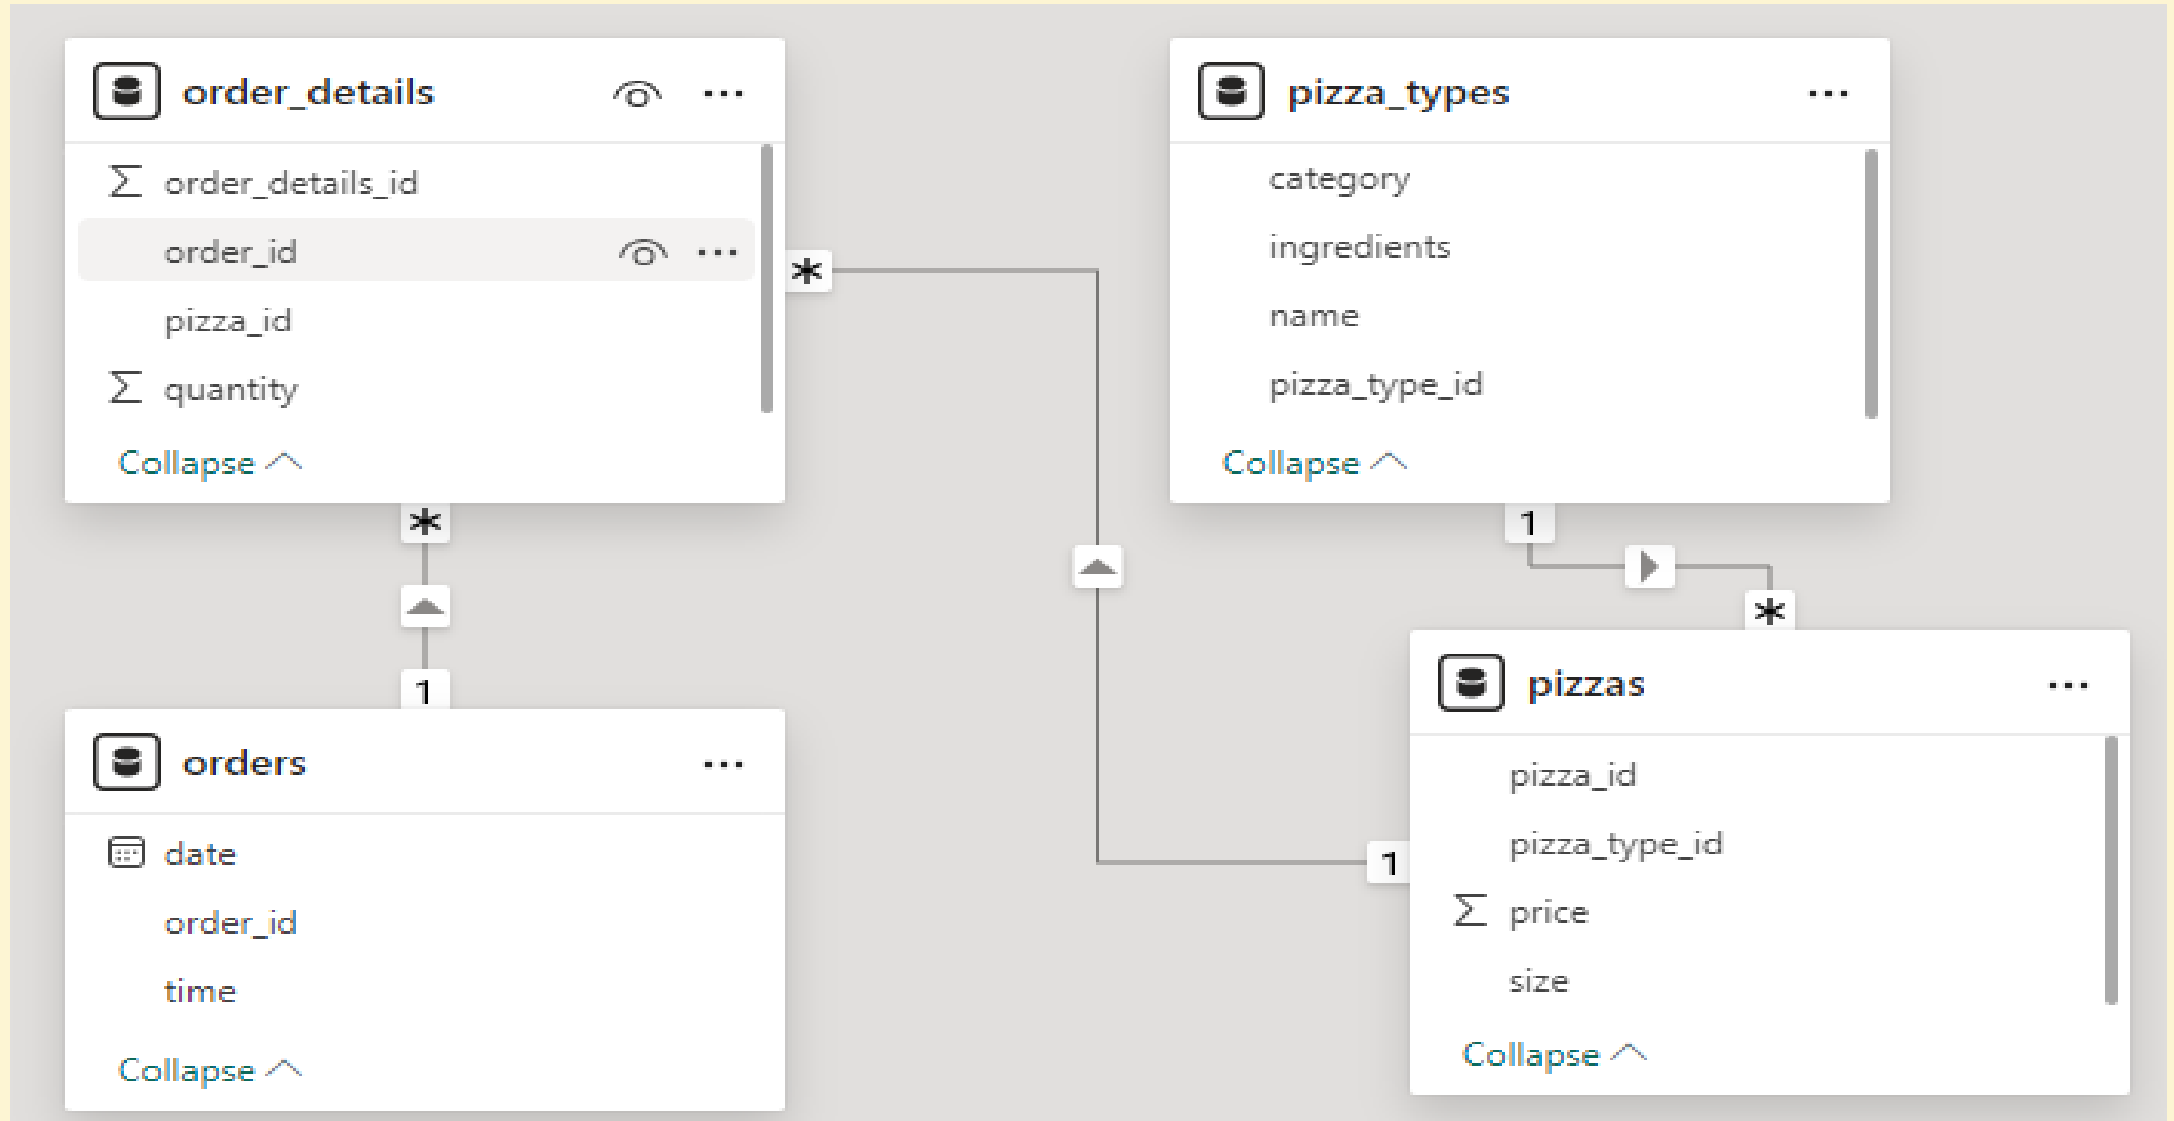 order_details
order_details_id
order_id
pizza_id
quantity
Collapse
*
*
1
orders
date
order_id
time
Collapse
pizza_types
category
ingredients
name
pizza_type_id
Collapse
1
*
1
pizzas
pizza_id
pizza_type_id
price
size
Collapse